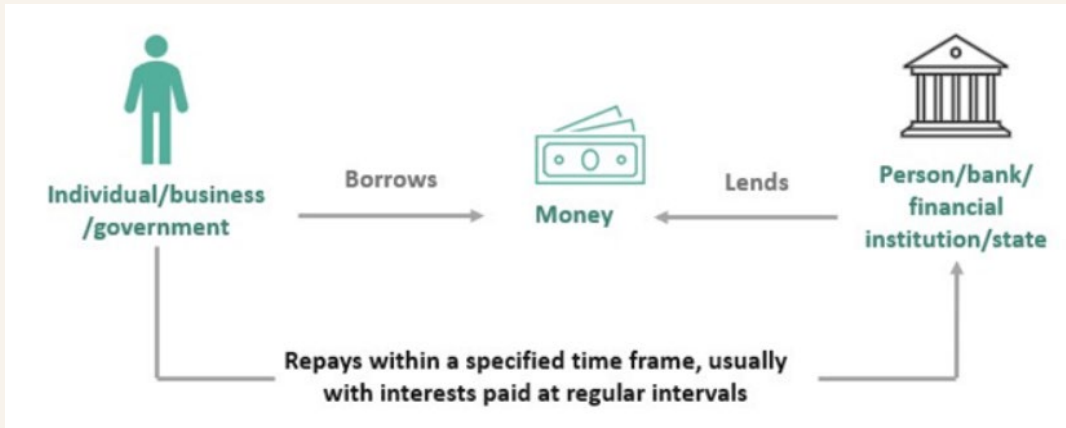 Individual/business
/government
Borrows
Money
Lends
Person/bank/
financial
institution/state
Repays within a specified time frame, usually
with interests paid at regular intervals